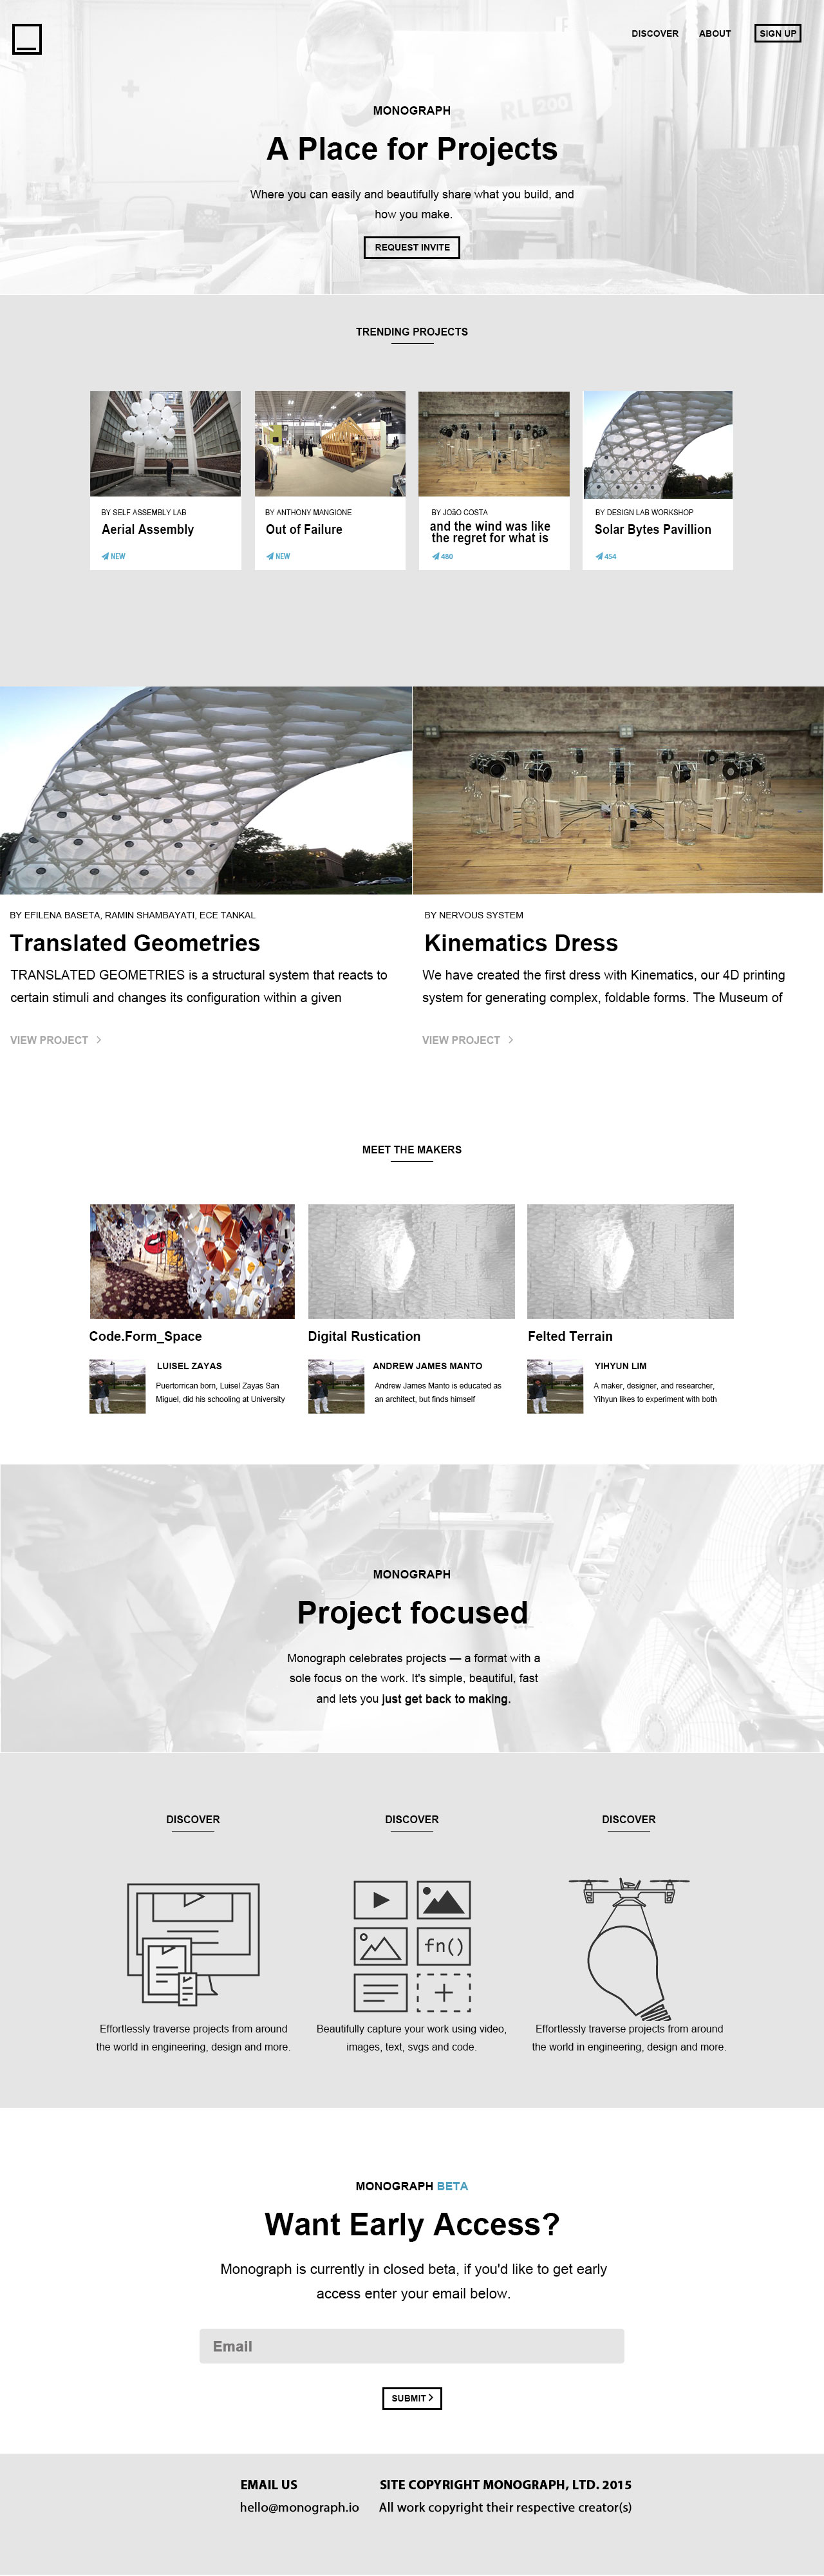 DISCOVER ABOUT SIGN UP
RL 200
MONOGRAPH
A Place for Projects
Where you can easily and beautifully share what you build, and
how you make.
REQUEST INVITE
TRENDING PROJECTS
BY SELF ASSEMBLY LAB
Aerial Assembly
NEW
BY ANTHONY MANGIONE
Out of Failure
NEW
BY JOãO COSTA
and the wind was like
the regret for what is
480
BY DESIGN LAB WORKSHOP
Solar Bytes Pavillion
454
BY EFILENA BASETA, RAMIN SHAMBAYATI, ECE TANKAL
Translated Geometries
TRANSLATED GEOMETRIES is a structural system that reacts to
certain stimuli and changes its configuration within a given
VIEW PROJECT >
BY NERVOUS SYSTEM
Kinematics Dress
We have created the first dress with Kinematics, our 4D printing
system for generating complex, foldable forms. The Museum of
VIEW PROJECT >
MEET THE MAKERS
Code.Form_Space
LUISEL ZAYAS
Puertorrican born, Luisel Zayas San
Miguel, did his schooling at University
Digital Rustication
ANDREW JAMES MANTO
Andrew James Manto is educated as
an architect, but finds himself
Felted Terrain
YIHYUN LIM
A maker, designer, and researcher,
Yihyun likes to experiment with both
KUKA
MONOGRAPH
Project focused
Monograph celebrates projects — a format with a
sole focus on the work. It's simple, beautiful, fast
and lets you just get back to making.
DISCOVER
Effortlessly traverse projects from around
the world in engineering, design and more.
DISCOVER
fn()
Beautifully capture your work using video,
images, text, svgs and code.
DISCOVER
Effortlessly traverse projects from around
the world in engineering, design and more.
MONOGRAPH BETA
Want Early Access?
Monograph is currently in closed beta, if you'd like to get early
access enter your email below.
Email
SUBMIT >
EMAIL US
hello@monograph.io
SITE COPYRIGHT MONOGRAPH, LTD. 2015
All work copyright their respective creator(s)